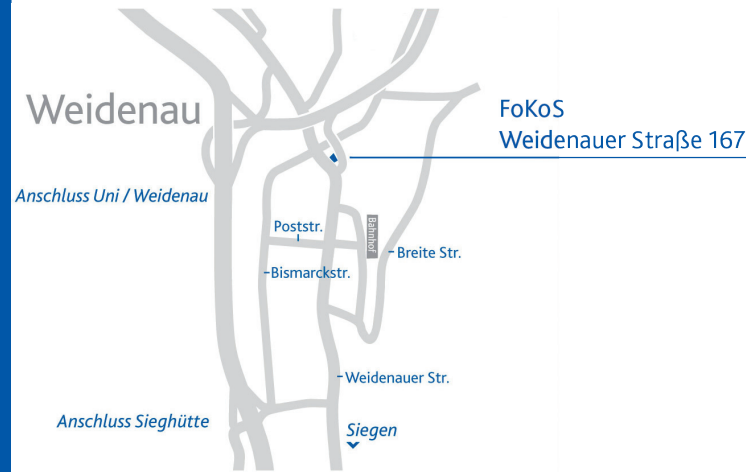 Weidenau
FoKoS
Weidenauer Straße 167
Anschluss Uni / Weidenau
Poststr.
Bahnhof
Breite Str.
Bismarckstr.
Weidenauer Str.
Anschluss Sieghütte
Siegen